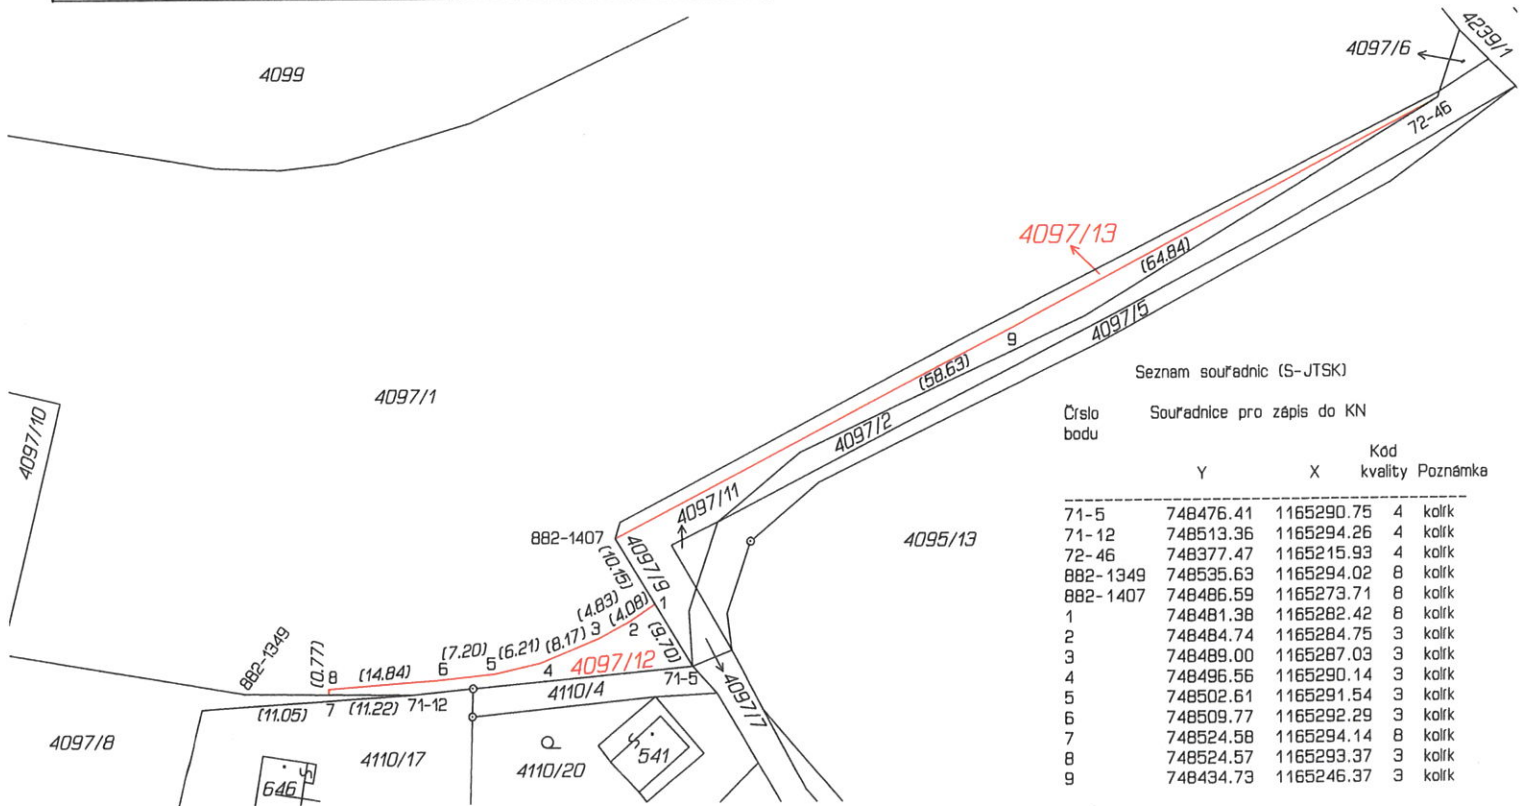 4099
4097/6
4239/1
72-46
4097/13
(64.84)
4097/5
9
(58.63)
4097/1
4097/10
4097/2
4097/11
882-1407
4097/9
(10.15)
4095/13
1
(4.83)
(4.08)
2
3
(9.70)
(8.17)
(6.21)
(7.20)
4
5
6
4097/12
71-5
882-1349
(0.77)
8
(14.84)
4110/4
4097/7
(11.05)
7
(11.22)
71-12
4097/8
4110/17
4110/20
541
646
Seznam souřadnic (S-JTSK)
Číslo bodu Souřadnice pro zápis do KN
Y X Kód kvality Poznámka
71-5 748476.41 1165290.75 4 kolík
71-12 748513.36 1165294.26 4 kolík
72-46 748377.47 1165215.93 4 kolík
882-1349 748535.63 1165294.02 8 kolík
882-1407 748486.59 1165273.71 8 kolík
1 748481.38 1165282.42 8 kolík
2 748484.74 1165284.75 3 kolík
3 748489.00 1165287.03 3 kolík
4 748496.56 1165290.14 3 kolík
5 748502.61 1165291.54 3 kolík
6 748509.77 1165292.29 3 kolík
7 748524.58 1165294.14 8 kolík
8 748524.57 1165293.37 3 kolík
9 748434.73 1165246.37 3 kolík